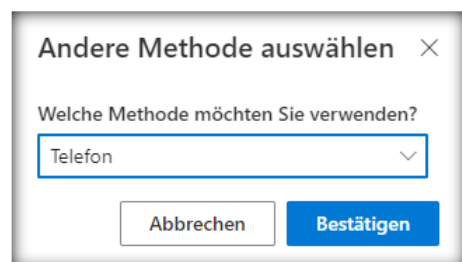 Andere Methode auswählen
Welche Methode möchten Sie verwenden?
Telefon
Abbrechen Bestätigen